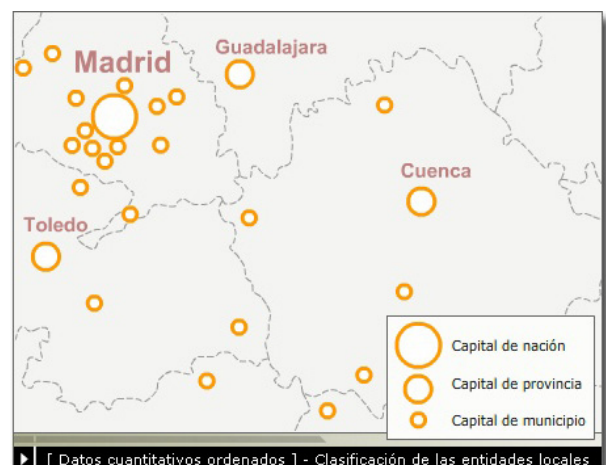 Guadalajara
Madrid
Cuenca
Toledo
Capital de nación
Capital de provincia
Capital de municipio
[ Datos cuantitativos ordenados ] - Clasificación de las entidades locales